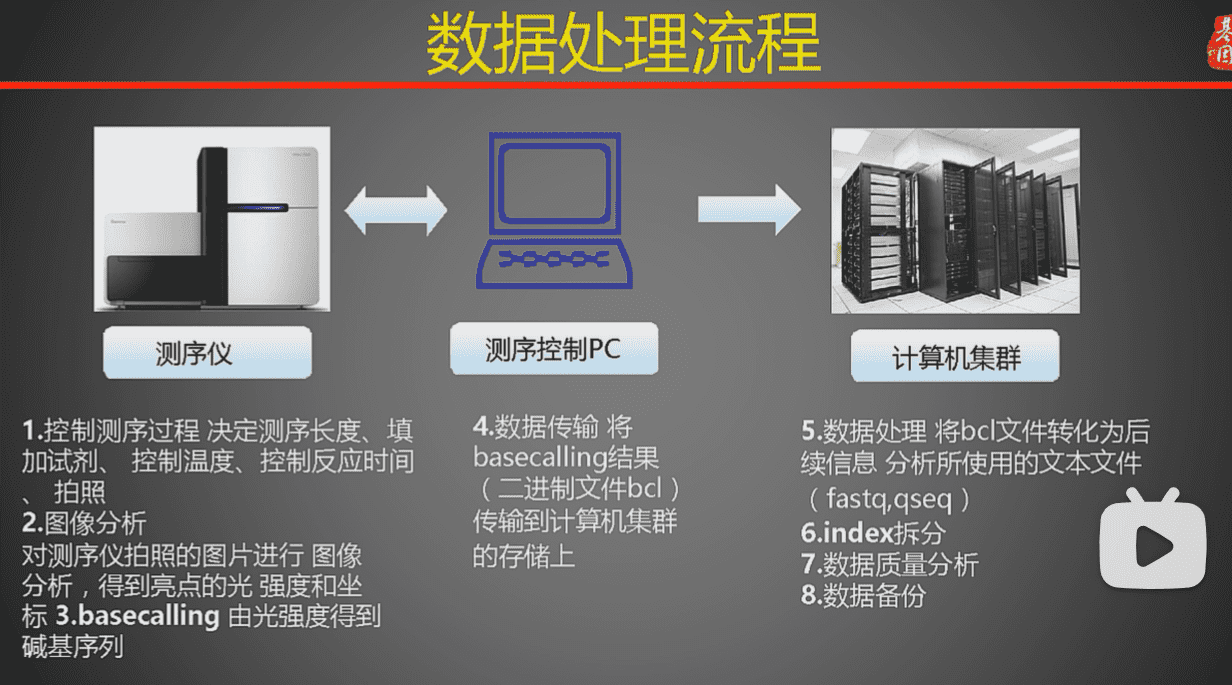 数据处理流程
基
因
测序仪
测序控制PC
计算机集群
1.控制测序过程 决定测序长度、填
加试剂、 控制温度、控制反应时间
、 拍照
2.图像分析
对测序仪拍照的图片进行 图像
分析，得到亮点的光 强度和坐
标 3.basecalling 由光强度得到
碱基序列
4.数据传输 将
basecalling结果
（二进制文件bcl）
传输到计算机集群
的存储上
5.数据处理 将bcl文件转化为后
续信息 分析所使用的文本文件
（fastq,qseq）
6.index拆分
7.数据质量分析
8.数据备份